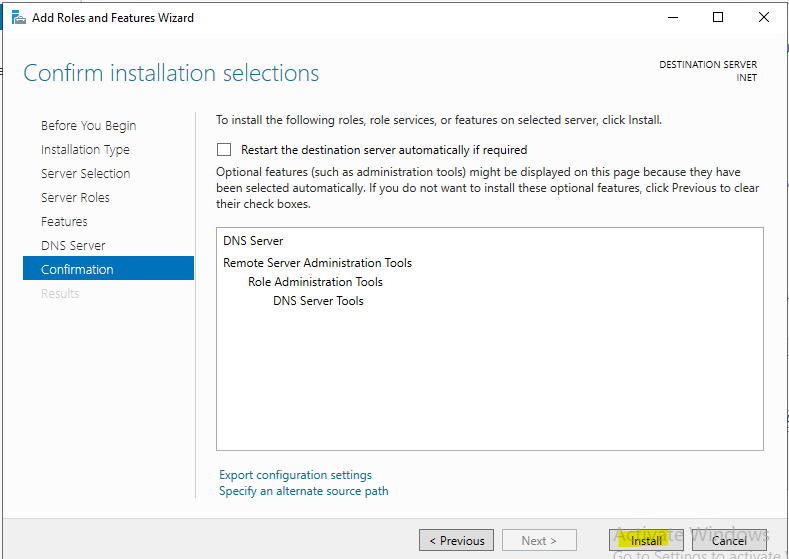 Add Roles and Features Wizard
Confirm installation selections
DESTINATION SERVER
INET
Before You Begin
Installation Type
Server Selection
Server Roles
Features
DNS Server
Confirmation
Results
To install the following roles, role services, or features on selected server, click Install.
Restart the destination server automatically if required
Optional features (such as administration tools) might be displayed on this page because they have
been selected automatically. If you do not want to install these optional features, click Previous to clear
their check boxes.
DNS Server
Remote Server Administration Tools
Role Administration Tools
DNS Server Tools
Export configuration settings
Specify an alternate source path
Activate Windows
< Previous
Next >
Install
Cancel
Go to Settings to activate